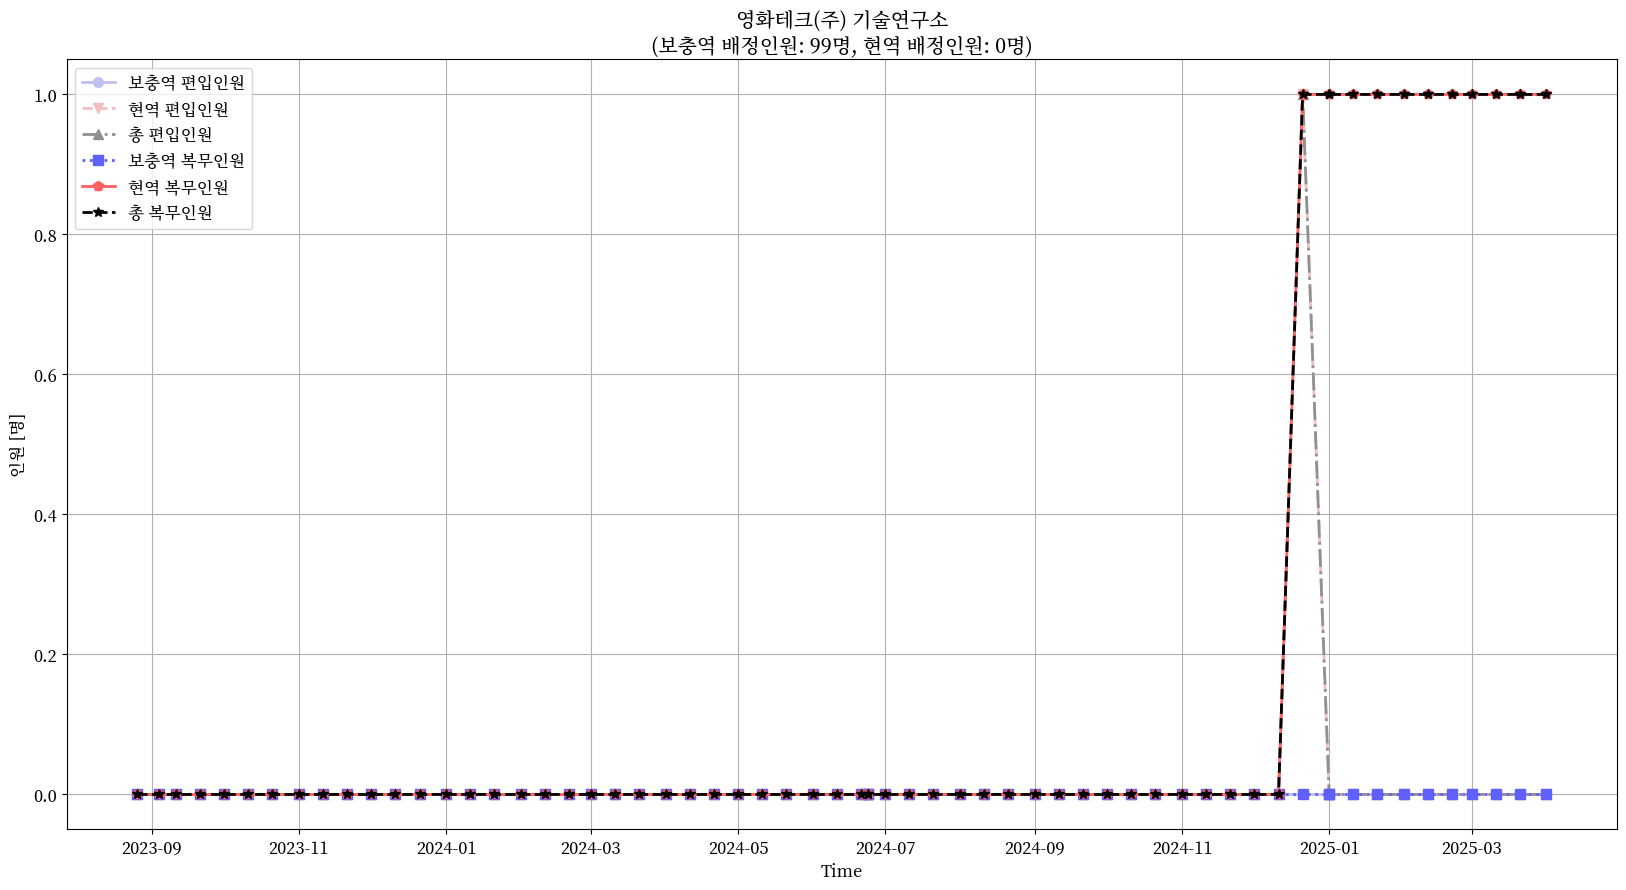 영화테크(주) 기술연구소
(보충역 배정인원: 99명, 현역 배정인원: 0명)
보충역 편입인원
현역 편입인원
총 편입인원
보충역 복무인원
현역 복무인원
총 복무인원
인원 [명]
1.0
0.8
0.6
0.4
0.2
0.0
2023-09
2023-11
2024-01
2024-03
2024-05
2024-07
2024-09
2024-11
2025-01
2025-03
Time